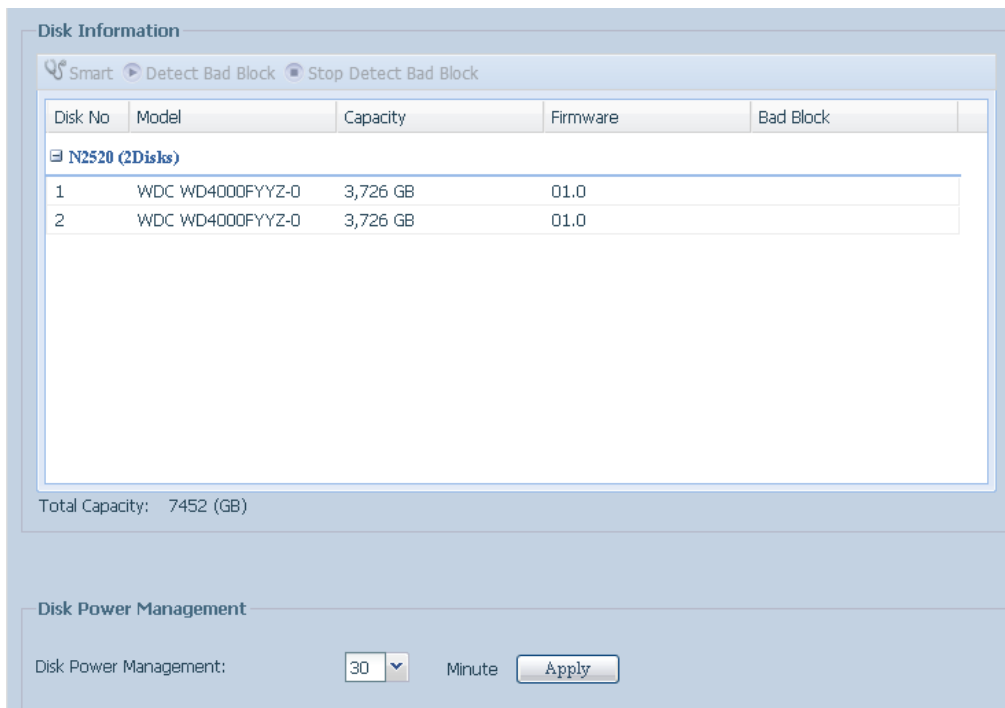 Disk Information
Smart Detect Bad Block Stop Detect Bad Block
Disk No Model Capacity Firmware Bad Block
N2520 (2Disks)
1 WDC WD4000FYYZ-0 3,726 GB 01.0
2 WDC WD4000FYYZ-0 3,726 GB 01.0
Total Capacity: 7452 (GB)
Disk Power Management
Disk Power Management: 30 Minute Apply